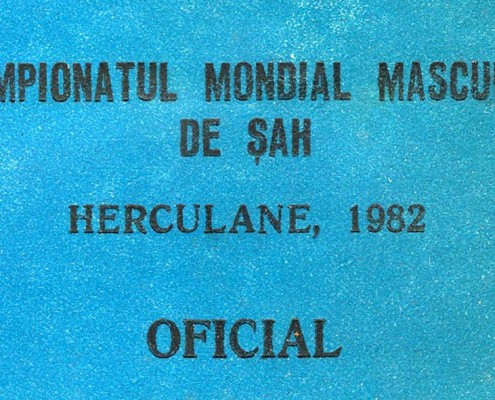 MPIONATUL MONDIAL MASCU
DE ȘAH
HERCULANE, 1982
OFICIAL